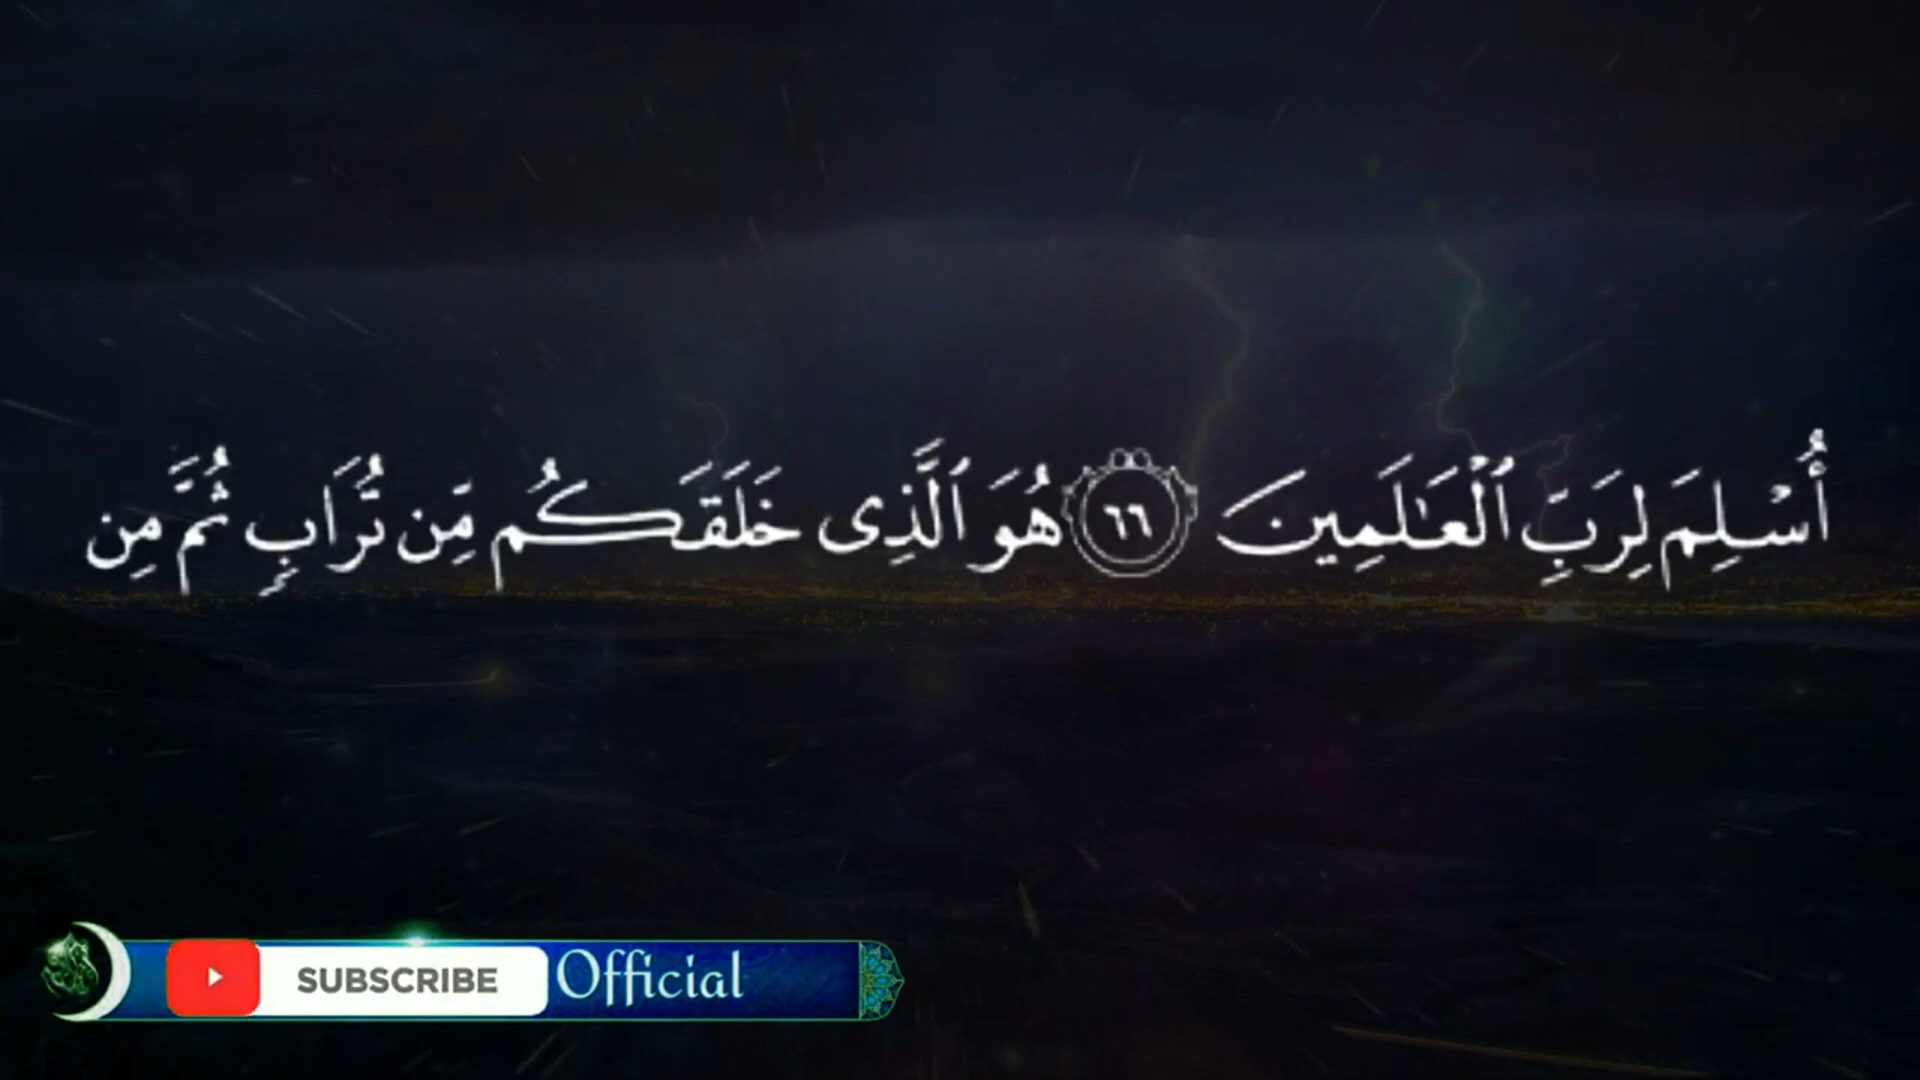 أُسْلِمَ لِرَبِّ ٱلْعَٰلَمِينَ ٦٦ هُوَ ٱلَّذِى خَلَقَكُم مِّن تُرَابٍ ثُمَّ مِن
SUBSCRIBE Official